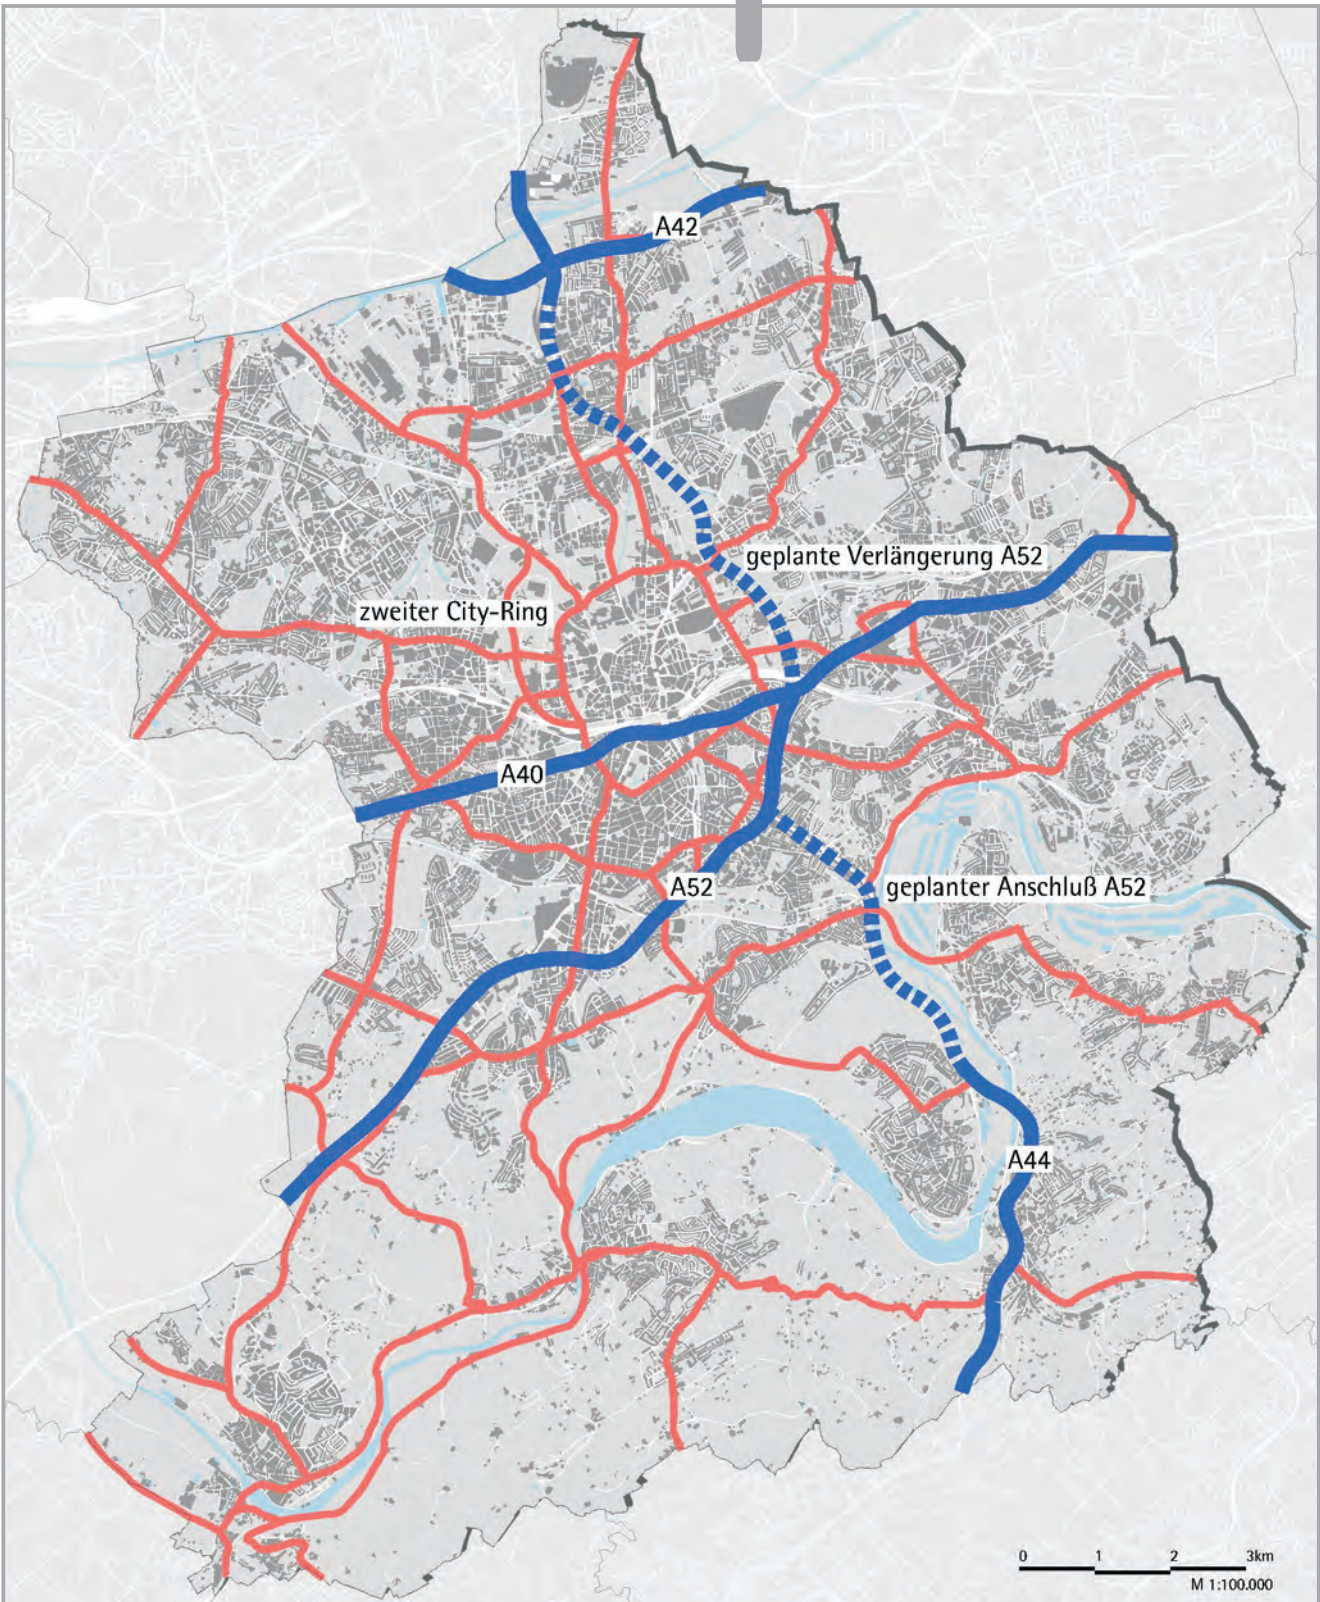 A42
geplante Verlängerung A52
zweiter City-Ring
A40
A52
geplanter Anschluß A52
A44
0 1 2 3km
M 1:100.000